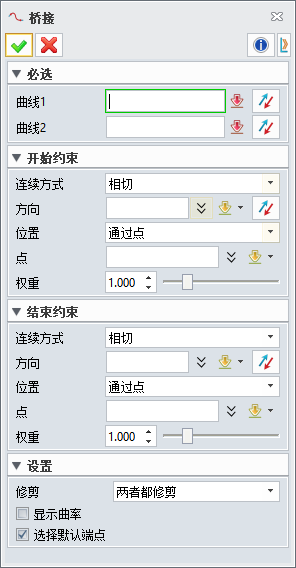 桥接
必选
曲线1
曲线2
开始约束
连续方式 相切
方向
位置 通过点
点
权重 1.000
结束约束
连续方式 相切
方向
位置 通过点
点
权重 1.000
设置
修剪 两者都修剪
显示曲率
选择默认端点